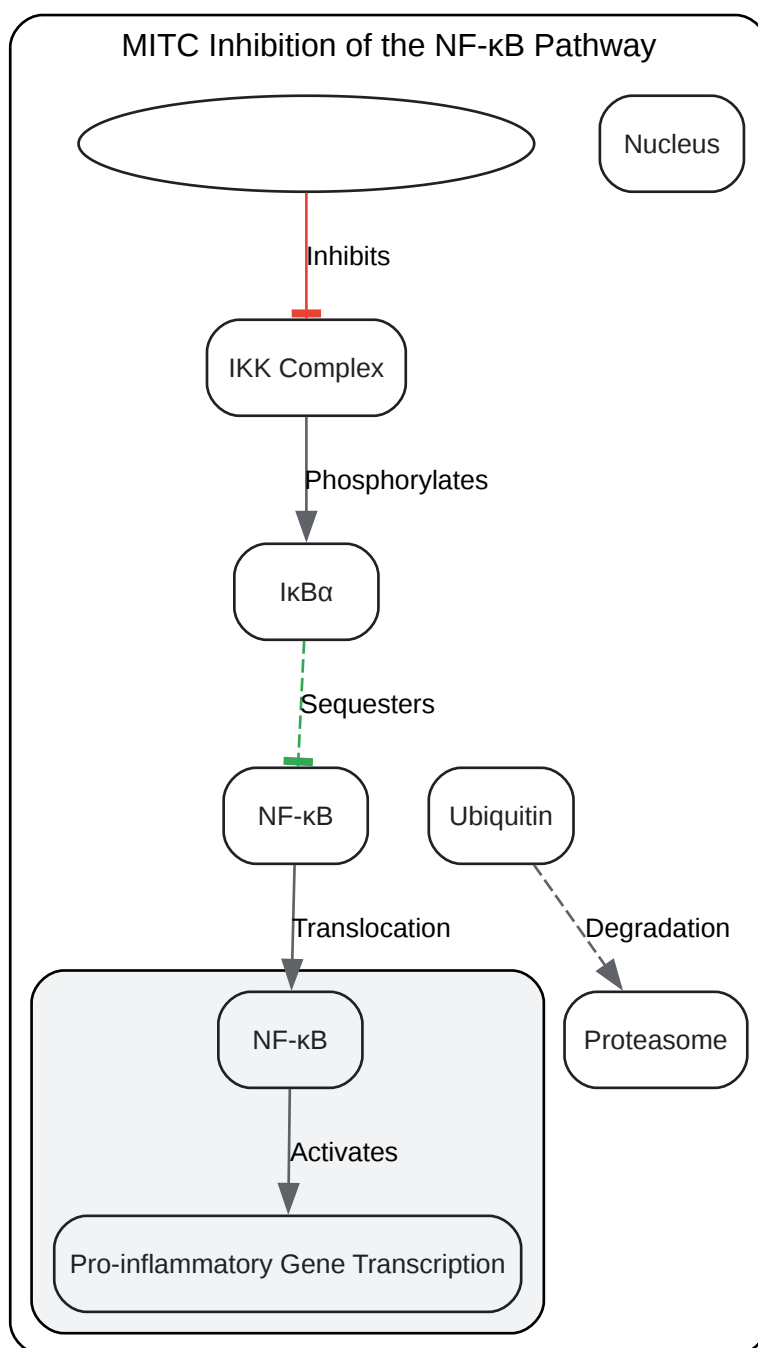 MITC Inhibition of the NF-κB Pathway
Nucleus
Inhibits
IKK Complex
Phosphorylates
IκBα
Sequesters
NF-κB
Ubiquitin
Translocation
Degradation
NF-κB
Proteasome
Activates
Pro-inflammatory Gene Transcription